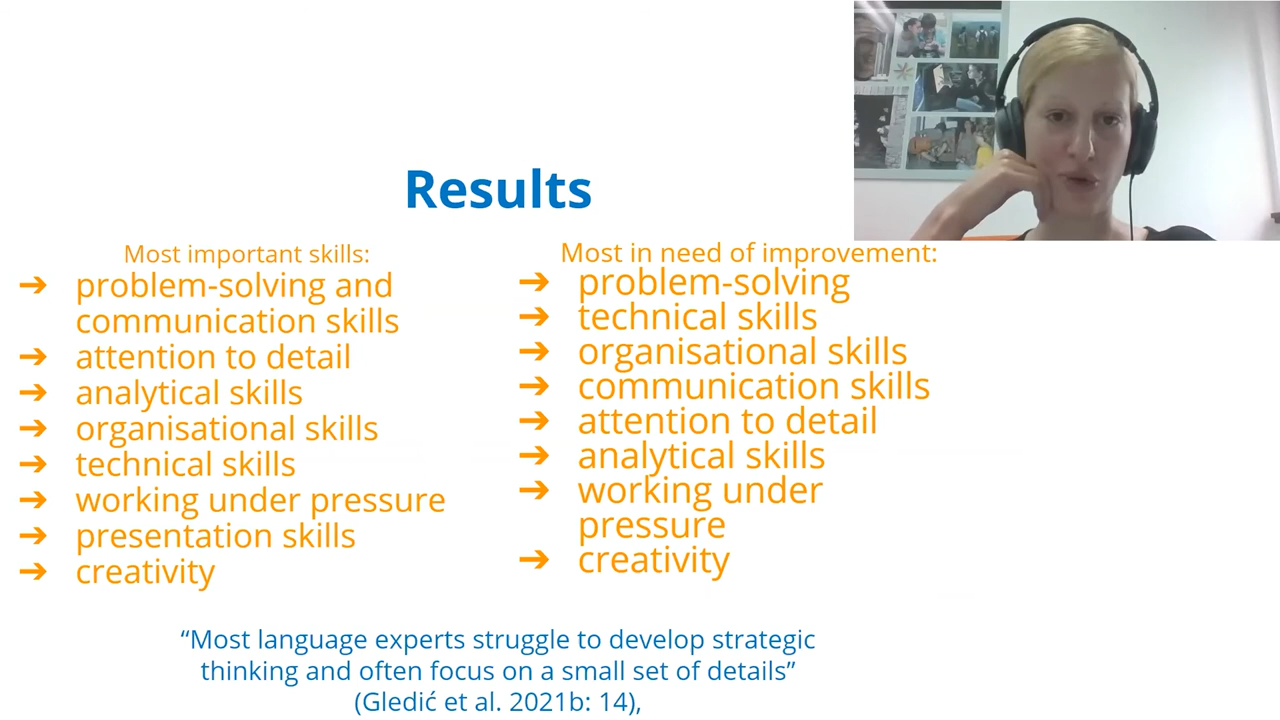 Results
Most important skills:
➔ problem-solving and
communication skills
➔ attention to detail
➔ analytical skills
➔ organisational skills
➔ technical skills
➔ working under pressure
➔ presentation skills
➔ creativity
Most in need of improvement:
➔ problem-solving
➔ technical skills
➔ organisational skills
➔ communication skills
➔ attention to detail
➔ analytical skills
➔ working under
pressure
➔ creativity
“Most language experts struggle to develop strategic
thinking and often focus on a small set of details”
(Gledić et al. 2021b: 14),